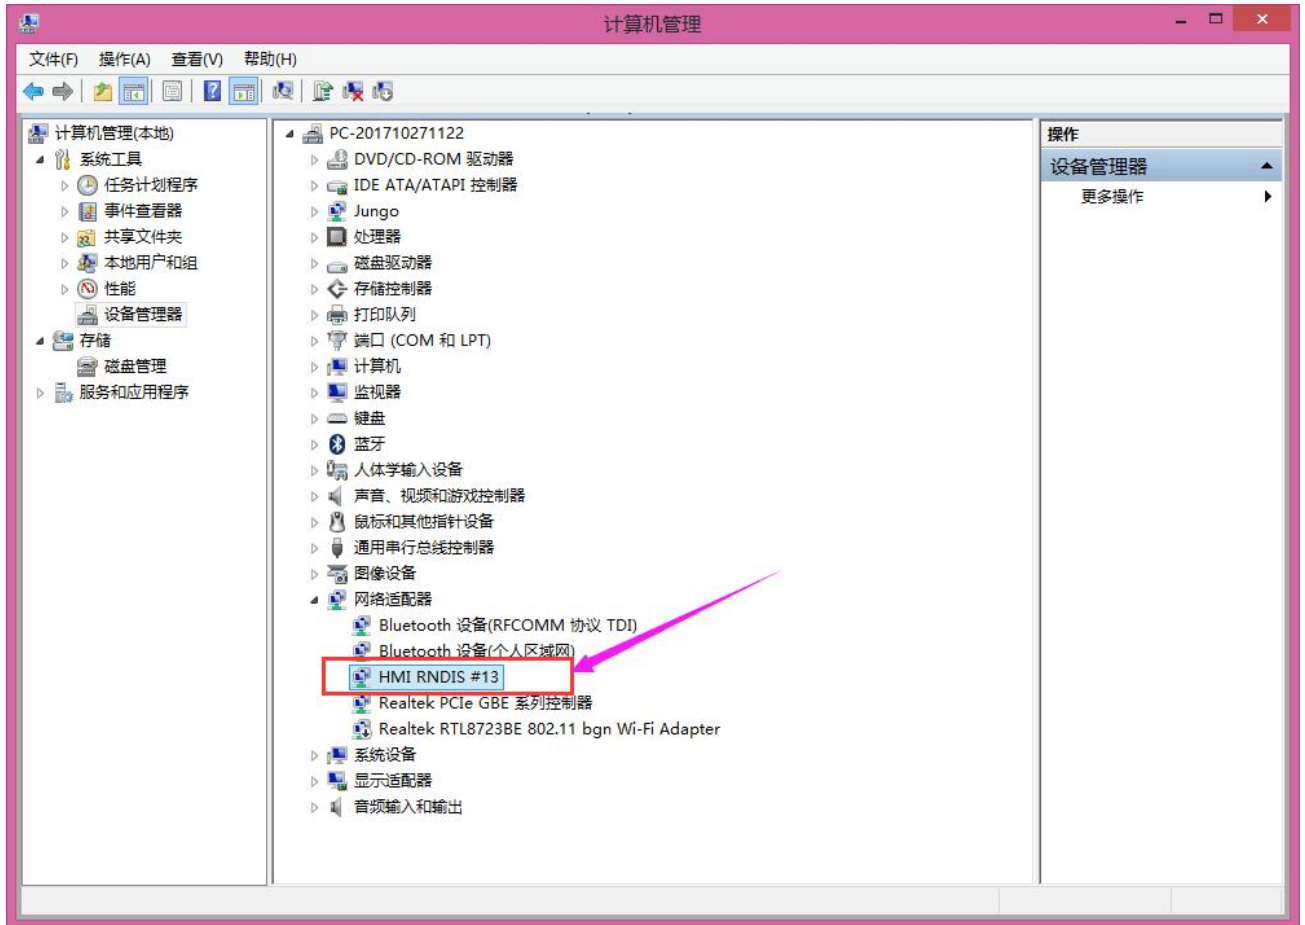 计算机管理
文件(F) 操作(A) 查看(V) 帮助(H)
计算机管理(本地)
系统工具
任务计划程序
事件查看器
共享文件夹
本地用户和组
性能
设备管理器
存储
磁盘管理
服务和应用程序
PC-201710271122
DVD/CD-ROM 驱动器
IDE ATA/ATAPI 控制器
Jungo
处理器
磁盘驱动器
存储控制器
打印队列
端口 (COM 和 LPT)
计算机
监视器
键盘
蓝牙
人体学输入设备
声音、视频和游戏控制器
鼠标和其他指针设备
通用串行总线控制器
图像设备
网络适配器
Bluetooth 设备(RFCOMM 协议 TDI)
Bluetooth 设备(个人区域网)
HMI RNDIS #13
Realtek PCIe GBE 系列控制器
Realtek RTL8723BE 802.11 bgn Wi-Fi Adapter
系统设备
显示适配器
音频输入和输出
操作
设备管理器
更多操作